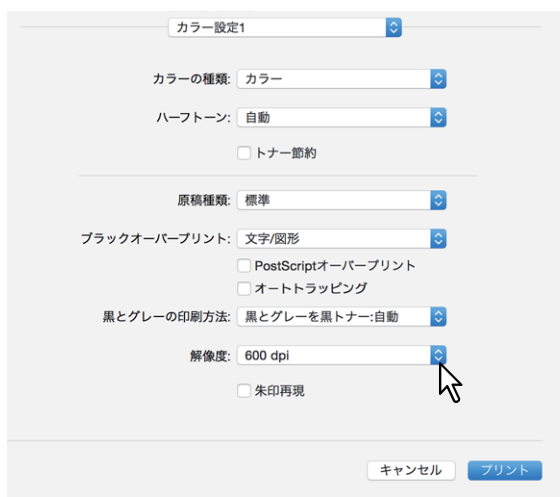 カラー設定1
カラーの種類: カラー
ハーフトーン: 自動
トナー節約
原稿種類: 標準
ブラックオーバープリント: 文字/図形
PostScriptオーバープリント
オートトラッピング
黒とグレーの印刷方法: 黒とグレーを黒トナー:自動
解像度: 600 dpi
朱印再現
キャンセル プリント